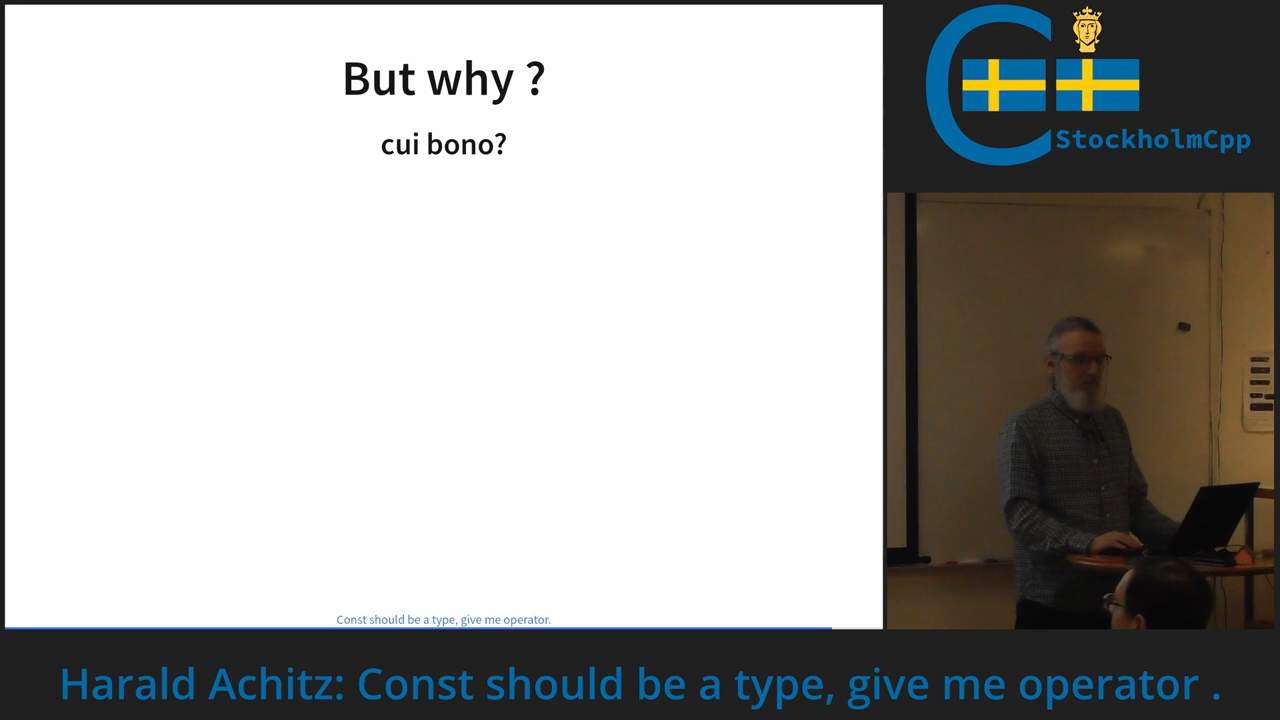 But why ?
cui bono?
Const should be a type, give me operator.
StockholmCpp
Harald Achitz: Const should be a type, give me operator .